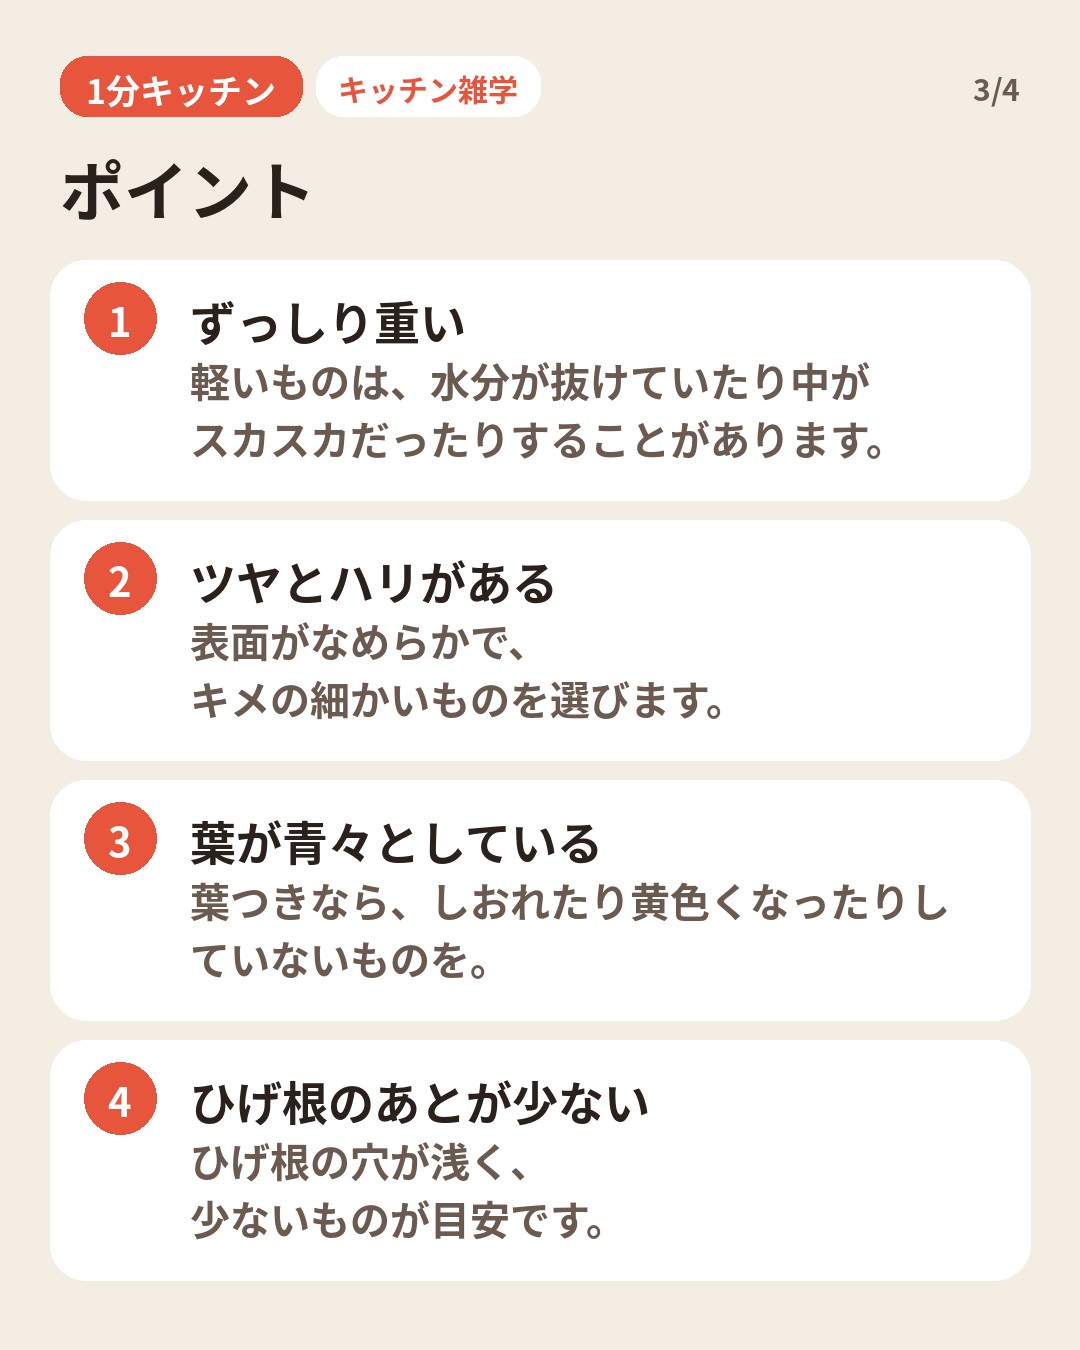 1分キッチン
キッチン雑学
3/4
ポイント
1
ずっしり重い
軽いものは、水分が抜けていたり中が
スカスカだったりすることがあります。
2
ツヤとハリがある
表面がなめらかで、
キメの細かいものを選びます。
3
葉が青々としている
葉つきなら、しおれたり黄色くなったりし
ていないものを。
4
ひげ根のあとが少ない
ひげ根の穴が浅く、
少ないものが目安です。